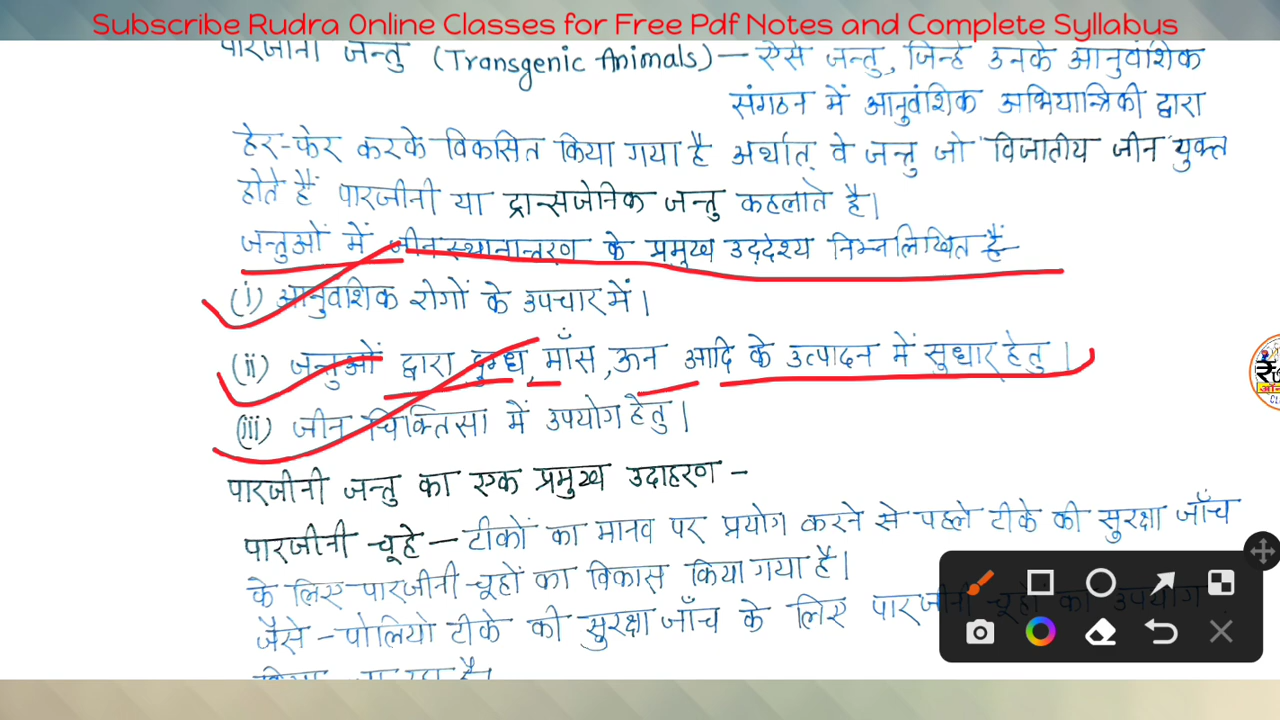 Subscribe Rudra Online Classes for Free Pdf Notes and Complete Syllabus
पारजीनी जन्तु (Transgenic Animals) – ऐसे जन्तु, जिन्हें उनके आनुवंशिक
संगठन में आनुवंशिक अभियान्त्रिकी द्वारा
हेर-फेर करके विकसित किया गया है अर्थात् वे जन्तु जो विजातीय जीन युक्त
होते हैं पारजीनी या ट्रान्सजेनिक जन्तु कहलाते है।
जन्तुओं में जीन स्थानान्तरण के प्रमुख उद्देश्य निम्नलिखित हैं–
(i) आनुवंशिक रोगों के उपचार में।
(ii) जन्तुओं द्वारा दुग्ध, माँस, ऊन आदि के उत्पादन में सुधार हेतु।
(iii) जीन चिकित्सा में उपयोग हेतु।
पारजीनी जन्तु का एक प्रमुख उदाहरण –
पारजीनी चूहे – टीकों का मानव पर प्रयोग करने से पहले टीके की सुरक्षा जाँच
के लिए पारजीनी चूहों का विकास किया गया है।
जैसे – पोलियो टीके की सुरक्षा जाँच के लिए पारजीनी चूहों का उपयोग